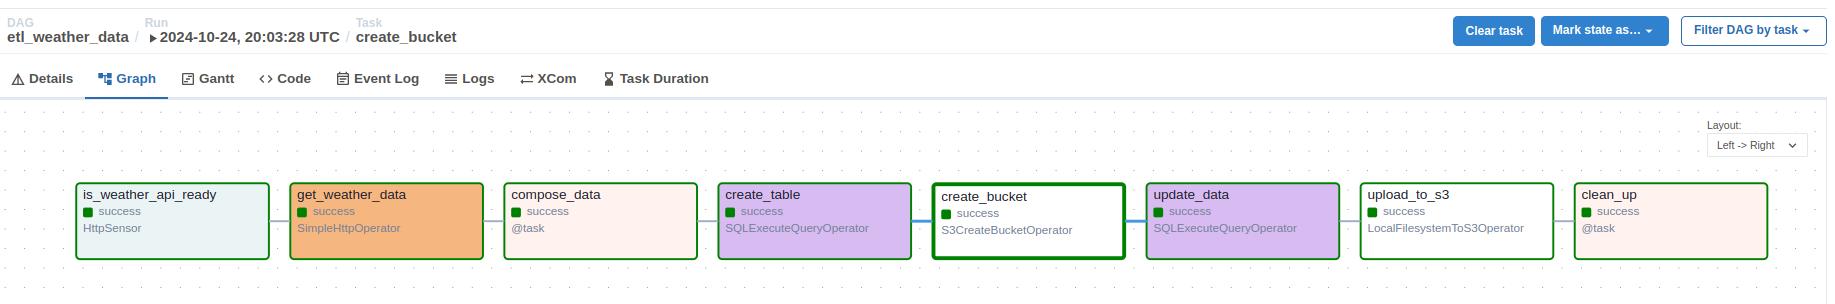 DAG Run Task
etl_weather_data / 2024-10-24, 20:03:28 UTC / create_bucket
Clear task Mark state as... Filter DAG by task
Details Graph Gantt Code Event Log Logs XCom Task Duration
Layout:
Left -> Right
is_weather_api_ready
success
HttpSensor
get_weather_data
success
SimpleHttpOperator
compose_data
success
@task
create_table
success
SQLExecuteQueryOperator
create_bucket
success
S3CreateBucketOperator
update_data
success
SQLExecuteQueryOperator
upload_to_s3
success
LocalFilesystemToS3Operator
clean_up
success
@task